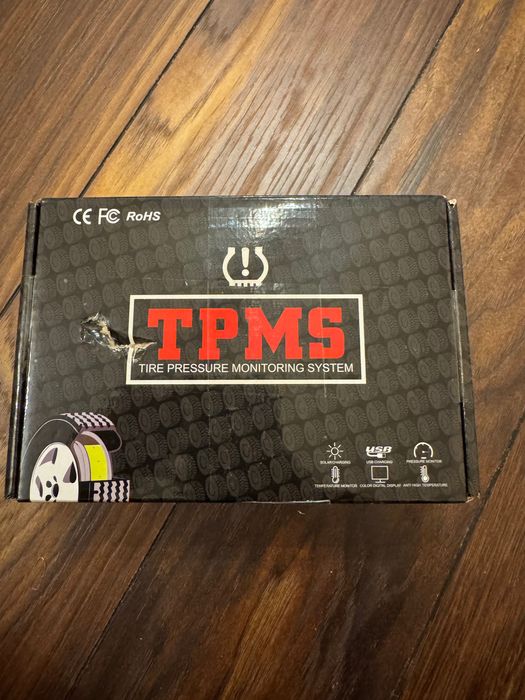 CE FC RoHS
TPMS
TIRE PRESSURE MONITORING SYSTEM
SOLAR CHARGING
USB
USB CHARGING
PRESSURE MONITOR
TEMPERATURE MONITOR
COLOR DIGITAL DISPLAY
ANTI HIGH TEMPERATURE